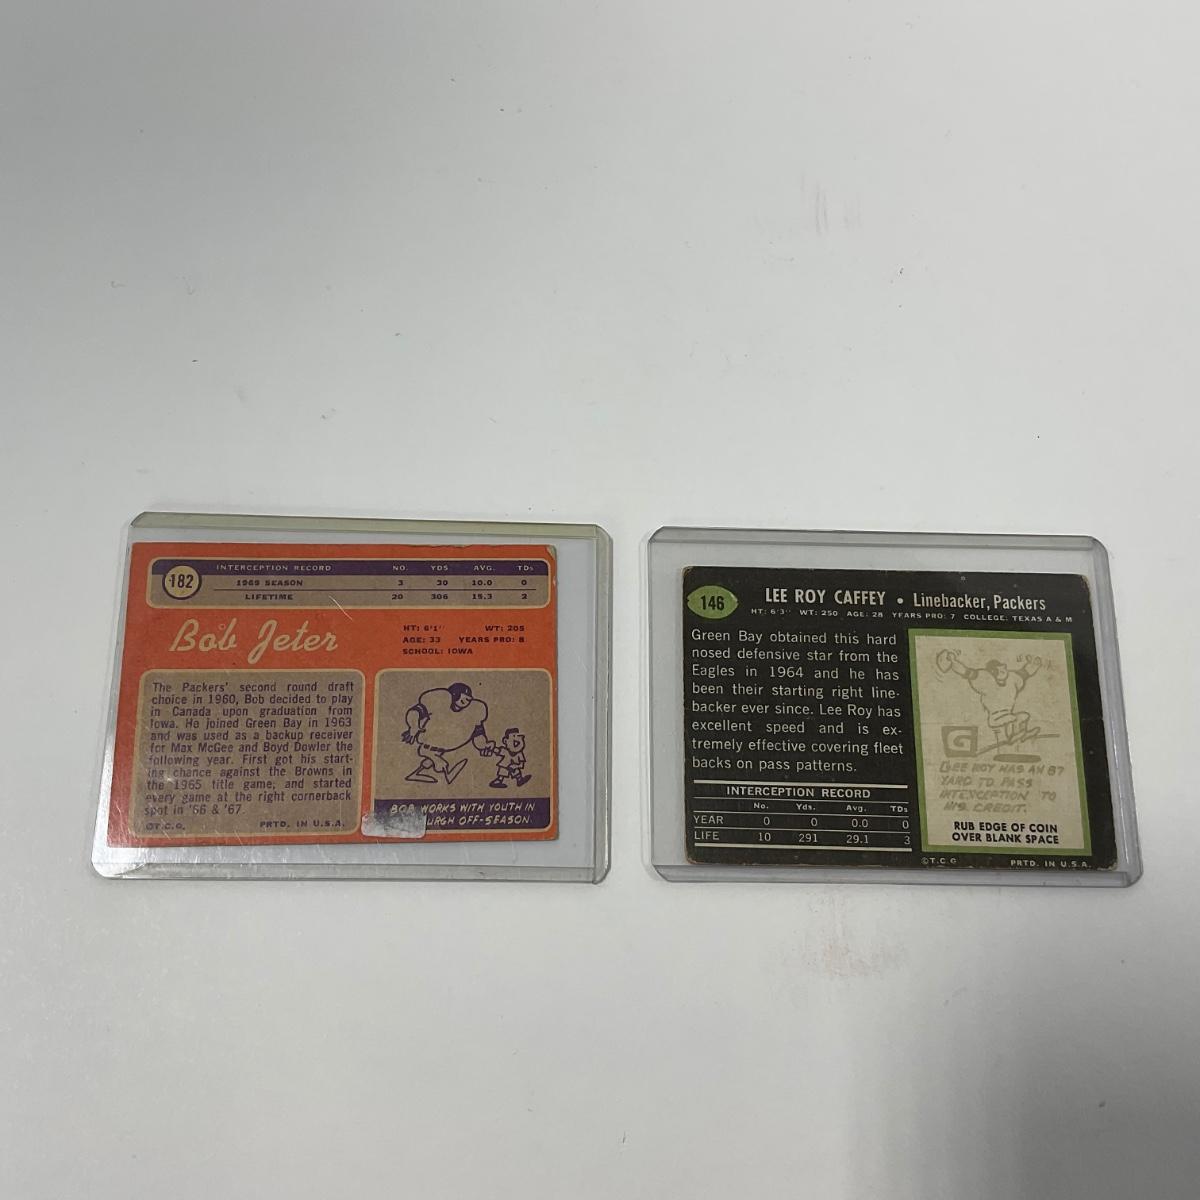 182
INTERCEPTION RECORD NO. YDS AVG. TDs
1969 SEASON 3 30 10.0 0
LIFETIME 20 306 15.3 2
Bob Jeter
HT: 6'1" WT: 205
AGE: 33 YEARS PRO: 8
SCHOOL: IOWA
The Packers' second round draft
choice in 1960, Bob decided to play
in Canada upon graduation from
Iowa. He joined Green Bay in 1963
and was used as a backup receiver
for Max McGee and Boyd Dowler the
following year. First got his start-
ing chance against the Browns in
the 1965 title game; and started
every game at the right cornerback
spot in '66 & '67.
©T.C.G. PRTD. IN U.S.A.
BOB WORKS WITH YOUTH IN
URGH OFF-SEASON.
146
LEE ROY CAFFEY • Linebacker, Packers
HT: 6'3" WT: 250 AGE: 28 YEARS PRO: 7 COLLEGE: TEXAS A & M
Green Bay obtained this hard
nosed defensive star from the
Eagles in 1964 and he has
been their starting right line-
backer ever since. Lee Roy has
excellent speed and is ex-
tremely effective covering fleet
backs on pass patterns.
INTERCEPTION RECORD
No. Yds. Avg. TDs
YEAR 0 0 0.0 0
LIFE 10 291 29.1 3
G
LEE ROY HAS AN 87
YARD TD PASS
INTERCEPTION TO
HIS CREDIT!
RUB EDGE OF COIN
OVER BLANK SPACE
©T.C.G PRTD. IN U.S.A.